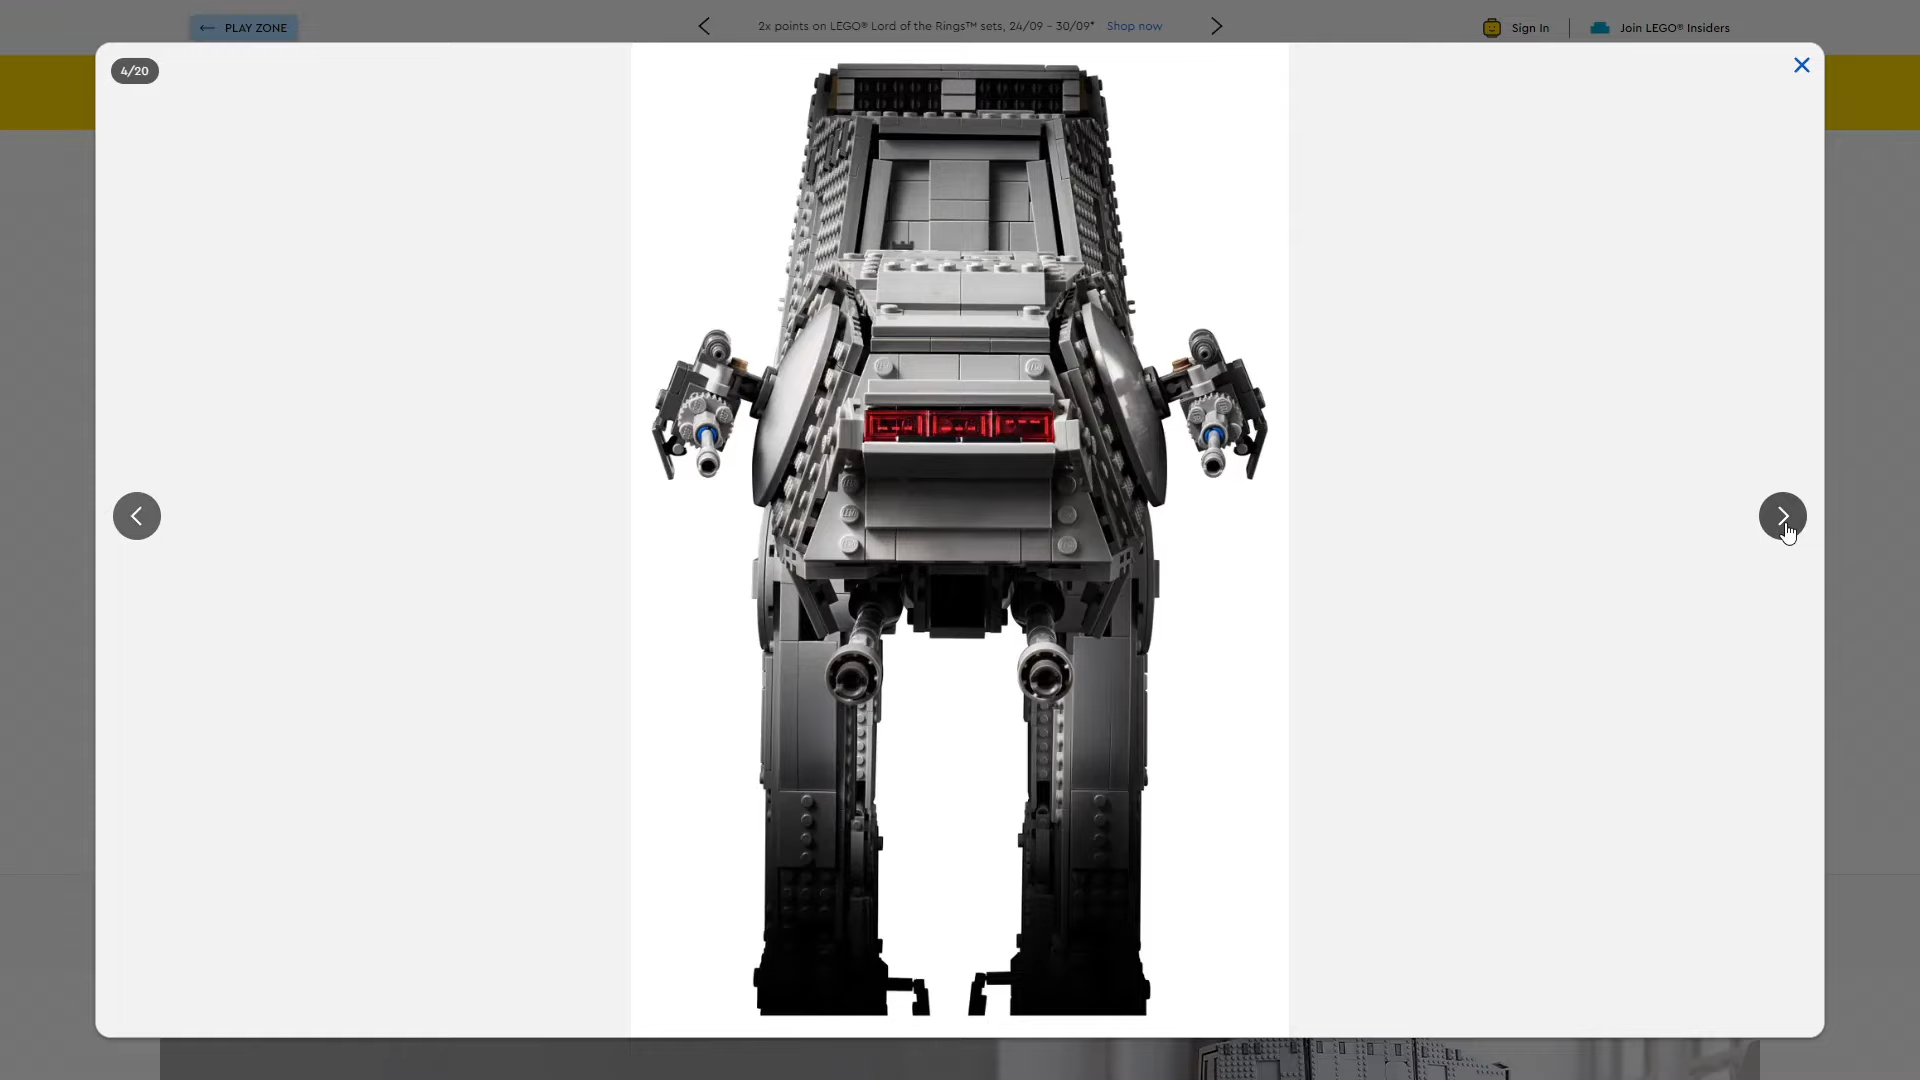 PLAY ZONE
2x points on LEGO® Lord of the Rings™ sets, 24/09 - 30/09*
Shop now
Sign In
Join LEGO® Insiders
4/20